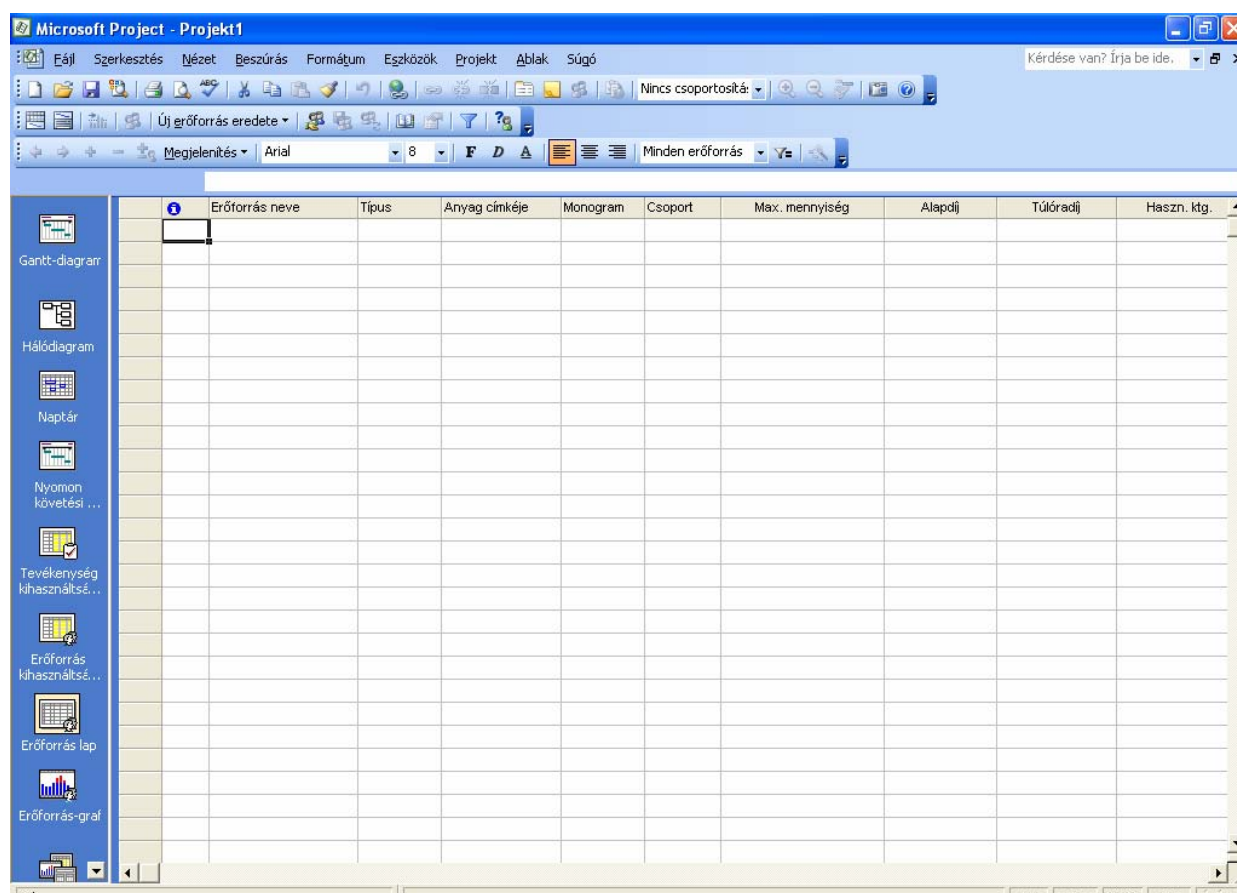 Microsoft Project - Projekt1
Fájl Szerkesztés Nézet Beszúrás Formátum Eszközök Projekt Ablak Súgó Kérdése van? Írja be ide.
Nincs csoportosítás
Új erőforrás eredete
Megjelenítés Arial 8 F D A Minden erőforrás
Erőforrás neve Típus Anyag címkéje Monogram Csoport Max. mennyiség Alapdíj Túlóradíj Haszn. ktg.
Gantt-diagram
Hálódiagram
Naptár
Nyomon
követési ...
Tevékenység
kihasználtsé...
Erőforrás
kihasználtsé...
Erőforrás lap
Erőforrás-graf